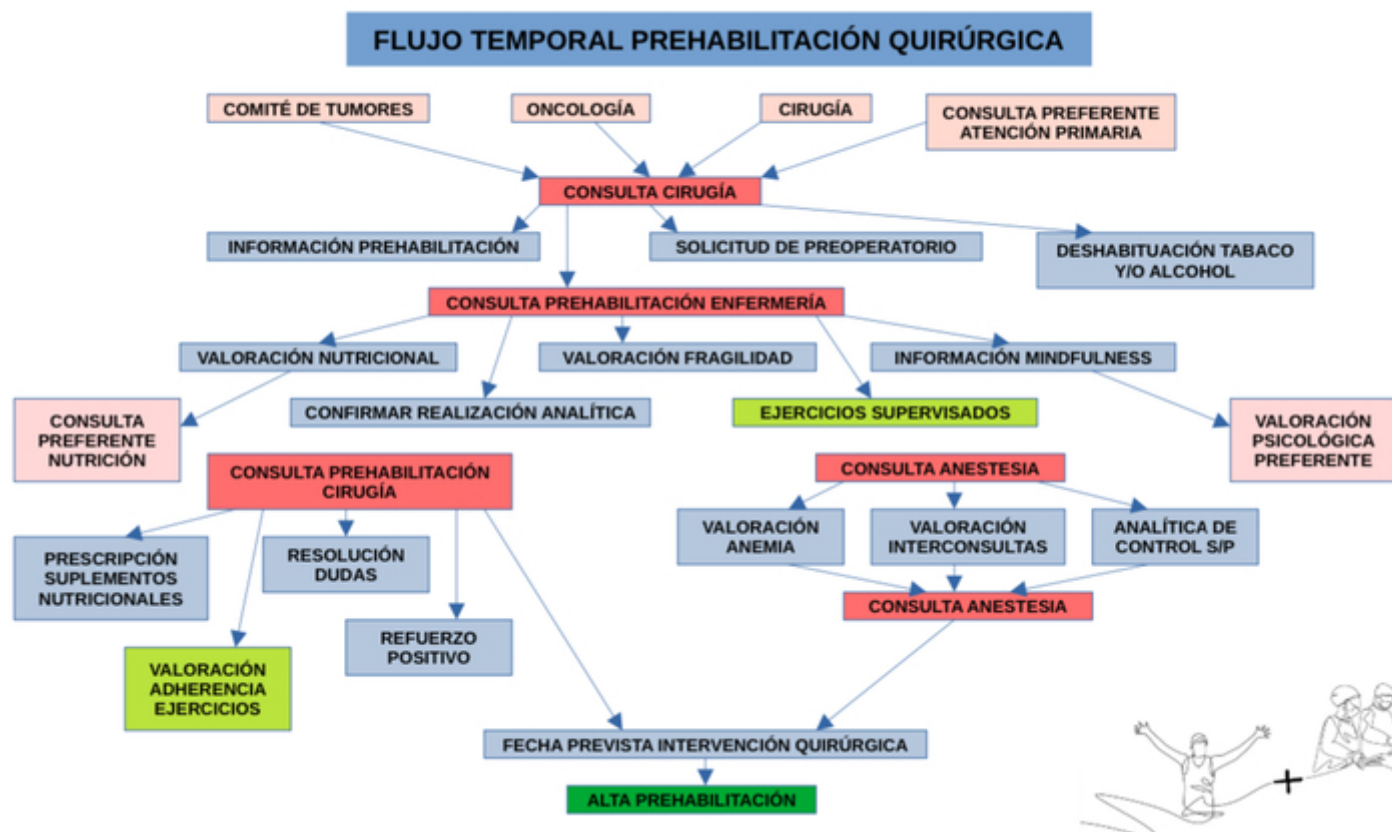 FLUJO TEMPORAL PREHABILITACIÓN QUIRÚRGICA
COMITÉ DE TUMORES
ONCOLOGÍA
CIRUGÍA
CONSULTA PREFERENTE
ATENCIÓN PRIMARIA
CONSULTA CIRUGÍA
INFORMACIÓN PREHABILITACIÓN
SOLICITUD DE PREOPERATORIO
DESHABITUACIÓN TABACO
Y/O ALCOHOL
CONSULTA PREHABILITACIÓN ENFERMERÍA
VALORACIÓN NUTRICIONAL
VALORACIÓN FRAGILIDAD
INFORMACIÓN MINDFULNESS
CONSULTA
PREFERENTE
NUTRICIÓN
CONFIRMAR REALIZACIÓN ANALÍTICA
EJERCICIOS SUPERVISADOS
VALORACIÓN
PSICOLÓGICA
PREFERENTE
CONSULTA PREHABILITACIÓN
CIRUGÍA
CONSULTA ANESTESIA
PRESCRIPCIÓN
SUPLEMENTOS
NUTRICIONALES
RESOLUCIÓN
DUDAS
VALORACIÓN
ANEMIA
VALORACIÓN
INTERCONSULTAS
ANALÍTICA DE
CONTROL S/P
CONSULTA ANESTESIA
REFUERZO
POSITIVO
VALORACIÓN
ADHERENCIA
EJERCICIOS
FECHA PREVISTA INTERVENCIÓN QUIRÚRGICA
ALTA PREHABILITACIÓN